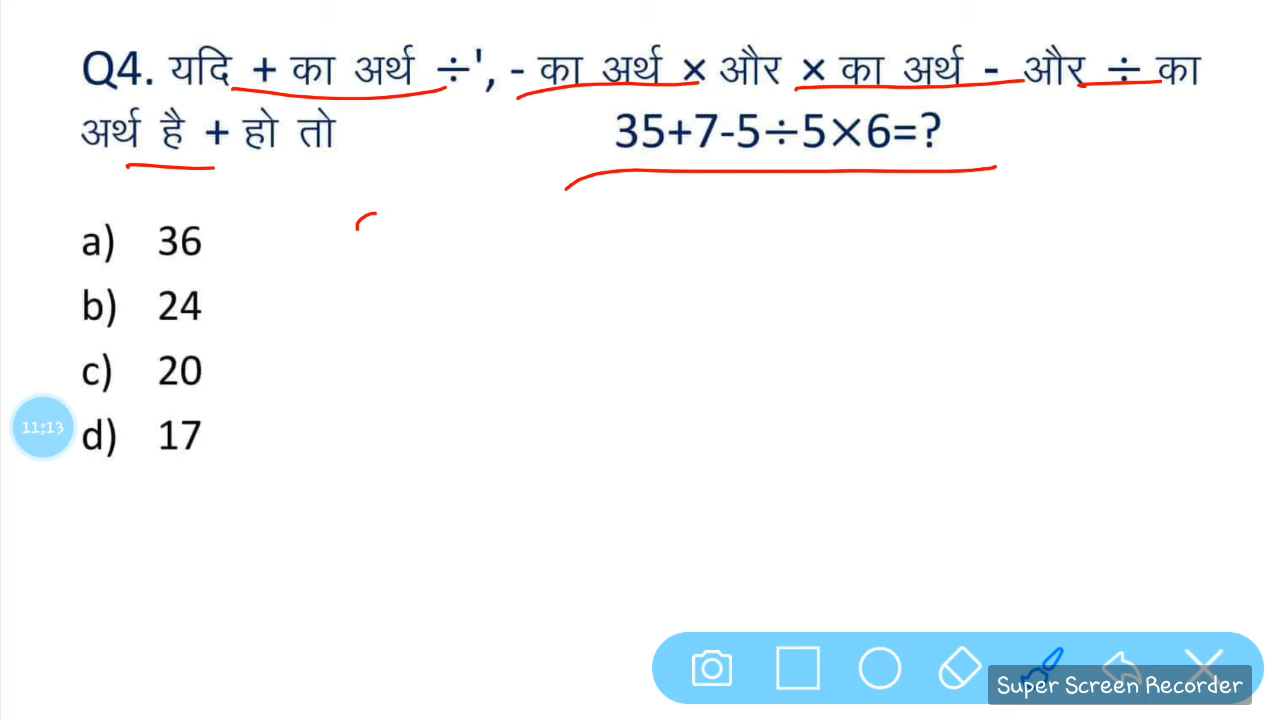 Q4. यदि + का अर्थ ÷', - का अर्थ × और × का अर्थ - और ÷ का
अर्थ है + हो तो 35+7-5÷5×6=?
a) 36
b) 24
c) 20
d) 17
11:13
Super Screen Recorder